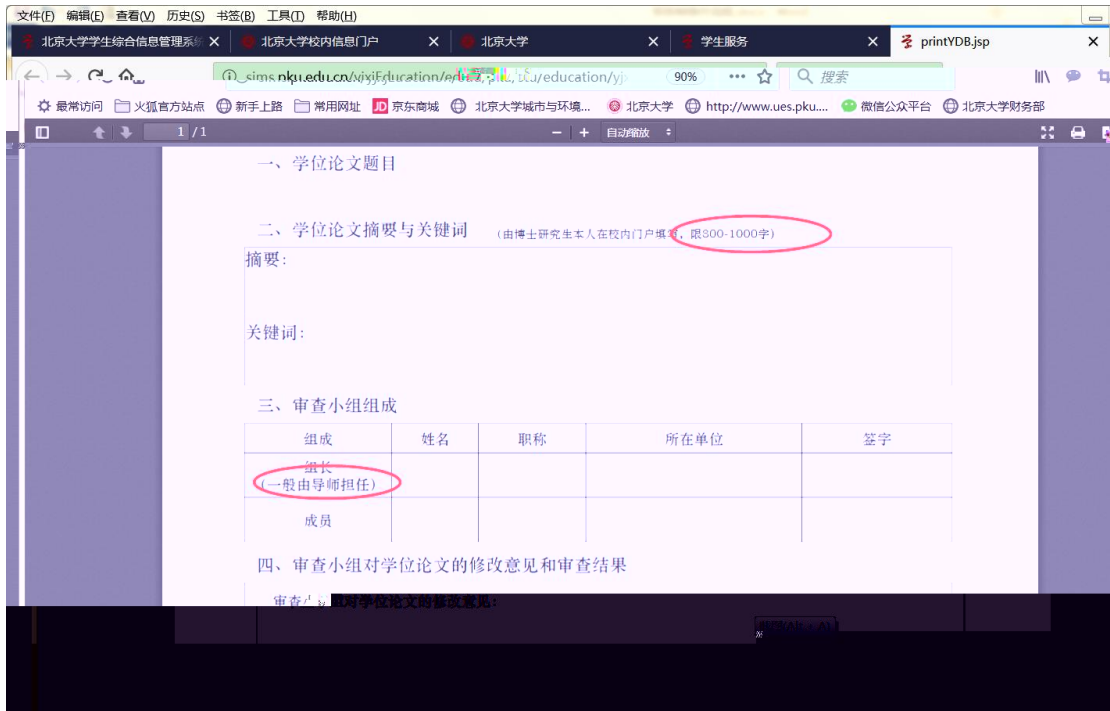 文件(F) 编辑(E) 查看(V) 历史(S) 书签(B) 工具(T) 帮助(H)
北京大学学生综合信息管理系统 × 北京大学校内信息门户 × 北京大学 × 学生服务 × printYDB.jsp ×
90% ··· 搜索
最常访问 火狐官方站点 新手上路 常用网址 JD 京东商城 北京大学城市与环境... 北京大学 http://www.ues.pku.... 微信公众平台 北京大学财务部
1 / 1 − + 自动缩放
一、学位论文题目
二、学位论文摘要与关键词 (由博士研究生本人在校内门户填写，限800-1000字)
摘要:
关键词:
三、审查小组组成
组成 姓名 职称 所在单位 签字
组长
(一般由导师担任)
成员
四、审查小组对学位论文的修改意见和审查结果
审查小组对学位论文的修改意见: